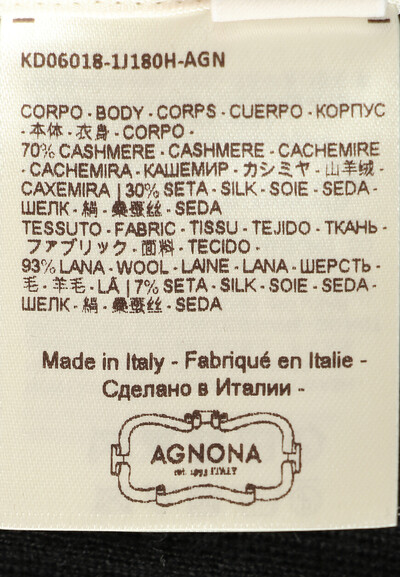 KD06018-1J180H-AGN
CORPO · BODY · CORPS · CUERPO · КОРПУС
· 本体 · 衣身 · CORPO ·
70% CASHMERE · CASHMERE · CACHEMIRE
· CACHEMIRA · КАШЕМИР · カシミヤ · 山羊绒 ·
CAXEMIRA | 30% SETA · SILK · SOIE · SEDA ·
ШЕЛК · 絹 · 桑蚕丝 · SEDA
TESSUTO · FABRIC · TISSU · TEJIDO · ТКАНЬ ·
ファブリック · 面料 · TECIDO ·
93% LANA · WOOL · LAINE · LANA · ШЕРСТЬ ·
毛 · 羊毛 · LÃ | 7% SETA · SILK · SOIE · SEDA ·
ШЕЛК · 絹 · 桑蚕丝 · SEDA
Made in Italy - Fabriqué en Italie -
Сделано в Италии -
AGNONA
est. 1953 ITALY